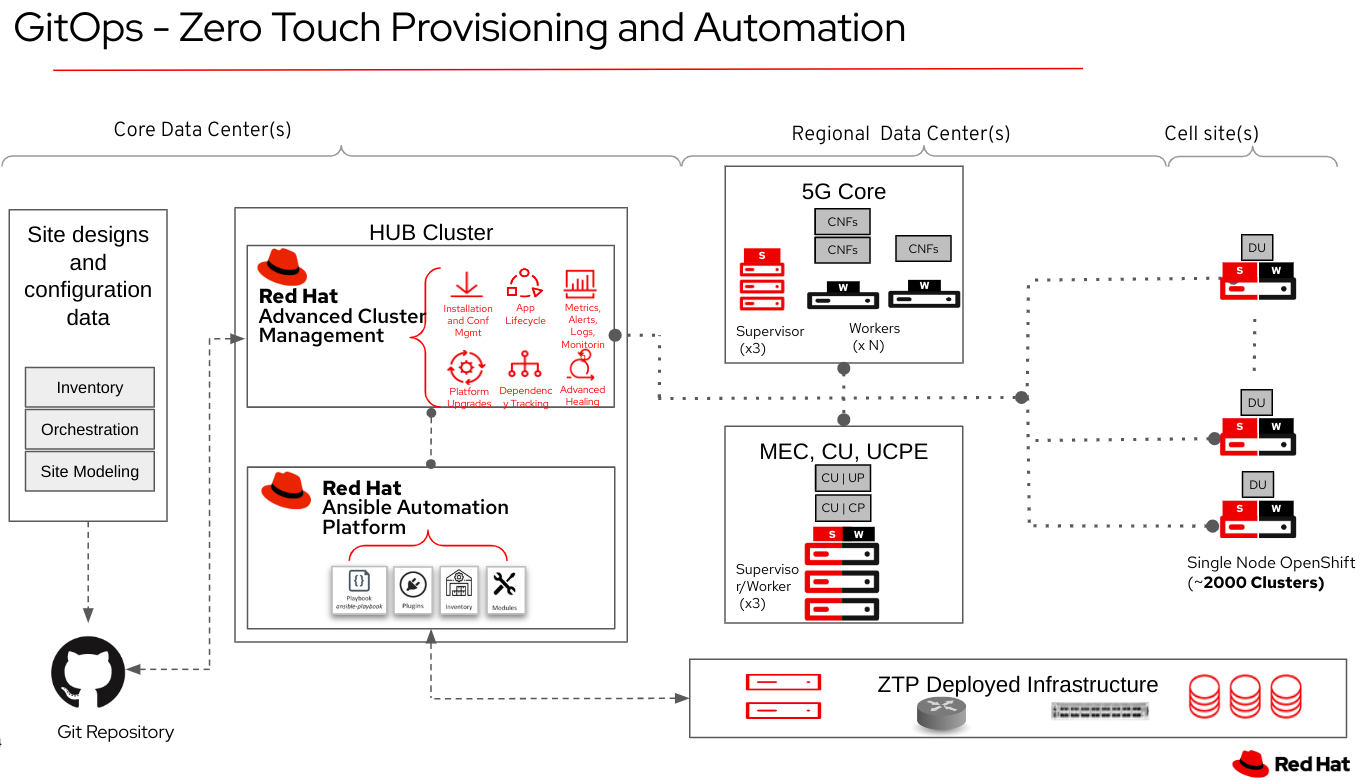 GitOps - Zero Touch Provisioning and Automation
Core Data Center(s)
Regional Data Center(s)
Cell site(s)
Site designs
and
configuration
data
Inventory
Orchestration
Site Modeling
Git Repository
HUB Cluster
Red Hat
Advanced Cluster
Management
Installation
and Conf
Mgmt
App
Lifecycle
Metrics,
Alerts,
Logs,
Monitorin
Platform
Upgrades
Dependenc
y Tracking
Advanced
Healing
Red Hat
Ansible Automation
Platform
{}
Playbook
ansible-playbook
Plugins
Inventory
Modules
5G Core
CNFs
CNFs
CNFs
S
W
W
Supervisor
(x3)
Workers
(x N)
MEC, CU, UCPE
CU | UP
CU | CP
S W
Superviso
r/Worker
(x3)
DU
S W
DU
S W
DU
S W
Single Node OpenShift
(~2000 Clusters)
ZTP Deployed Infrastructure
Red Hat